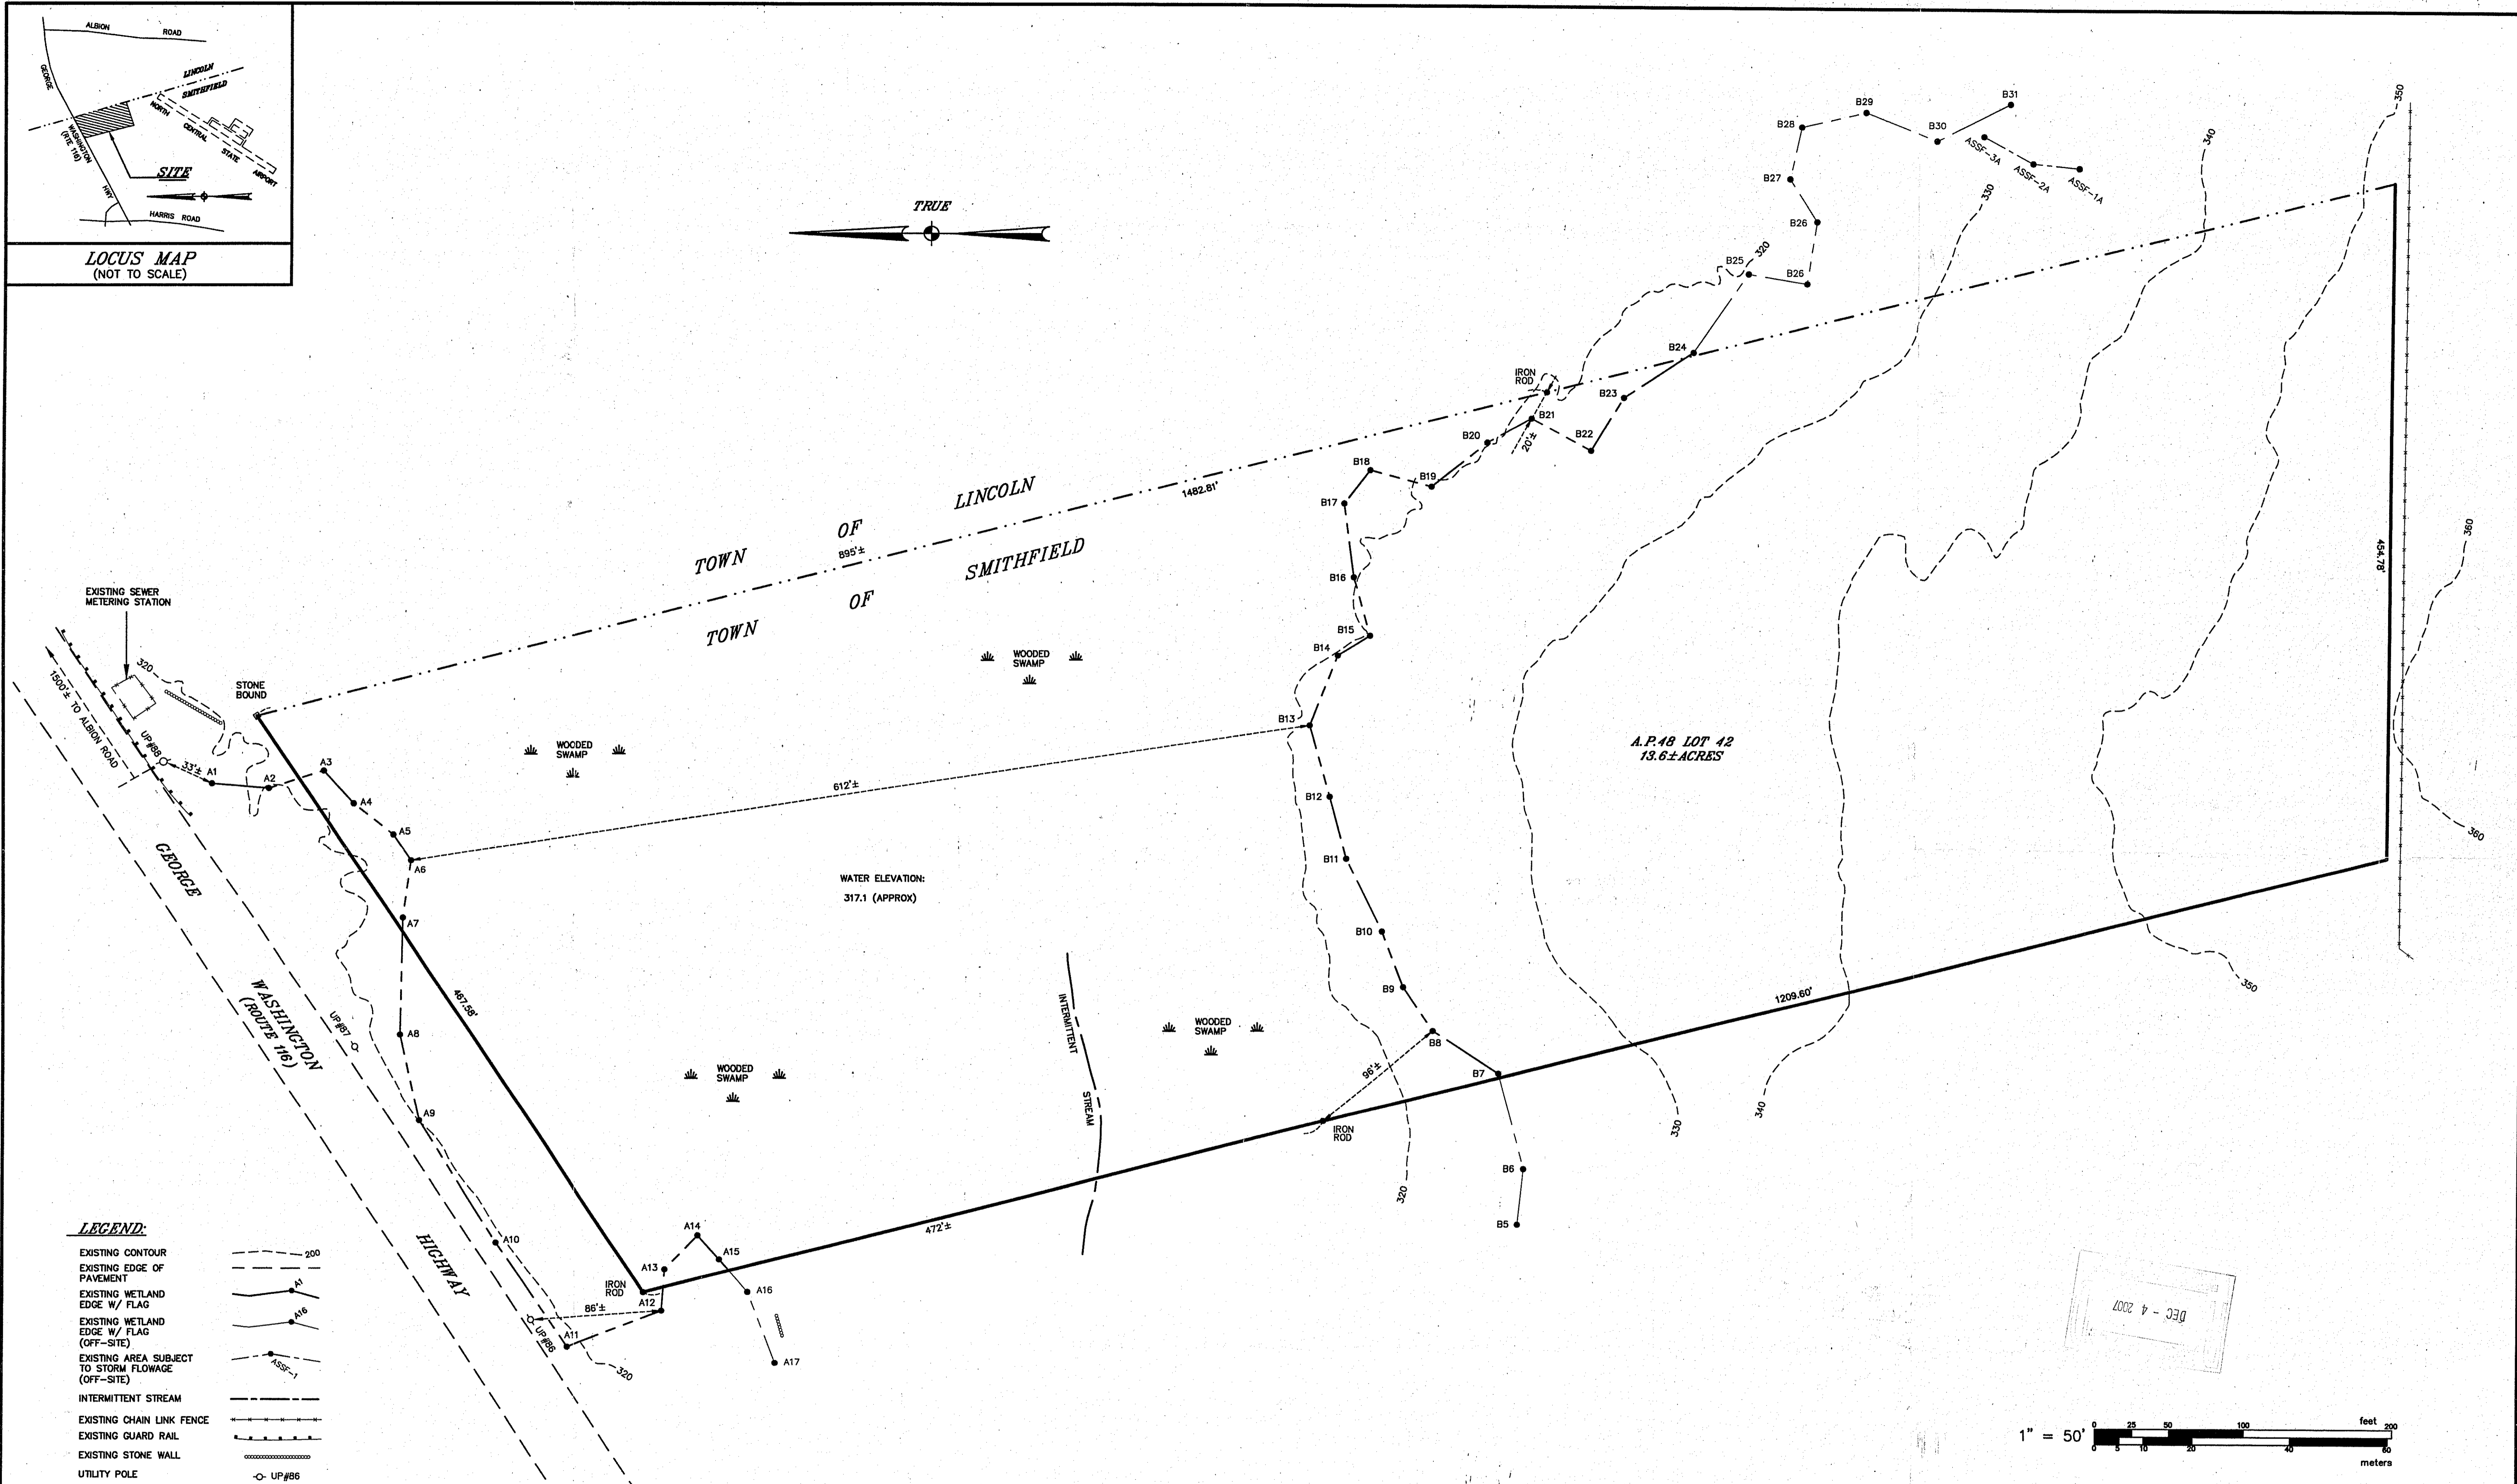 ALBION ROAD
GEORGE
LINCOLN
SMITHFIELD
NORTH
CENTRAL
STATE
AIRPORT
WASHINGTON
(RTE 116)
HWY
SITE
HARRIS ROAD
LOCUS MAP
(NOT TO SCALE)
TRUE
B31
B29
B28
B30
ASSF-3A
ASSF-2A
ASSF-1A
B27
B26
B25
B26
320
330
340
350
B24
IRON
ROD
B23
B21
B20
20'±
B22
B18
B19
B17
B16
B15
B14
B13
TOWN OF LINCOLN
1482.81'
895'±
TOWN OF SMITHFIELD
454.78'
360
360
350
EXISTING SEWER
METERING STATION
320
STONE
BOUND
1500'± TO ALBION ROAD
UP#88
33'±
A1
A2
A3
A4
A5
A6
A7
A8
A9
WOODED
SWAMP
WOODED
SWAMP
612'±
A.P.48 LOT 42
13.6±ACRES
WATER ELEVATION:
317.1 (APPROX)
B12
B11
B10
B9
B8
B7
B6
B5
GEORGE
WASHINGTON
(ROUTE 116)
HIGHWAY
UP#87
467.58'
INTERMITTENT
STREAM
WOODED
SWAMP
WOODED
SWAMP
96'±
IRON
ROD
1209.60'
320
330
340
472'±
A10
A11
A12
A13
A14
A15
A16
A17
IRON
ROD
86'±
UP#86
320
LEGEND:
EXISTING CONTOUR 200
EXISTING EDGE OF
PAVEMENT
EXISTING WETLAND
EDGE W/ FLAG A1
EXISTING WETLAND
EDGE W/ FLAG A16
(OFF-SITE)
EXISTING AREA SUBJECT
TO STORM FLOWAGE
(OFF-SITE) ASSF-1
INTERMITTENT STREAM
EXISTING CHAIN LINK FENCE
EXISTING GUARD RAIL
EXISTING STONE WALL
UTILITY POLE UP#86
DEC - 4 2007
1" = 50'
0 25 50 100 feet 200
0 5 10 20 40 60
meters